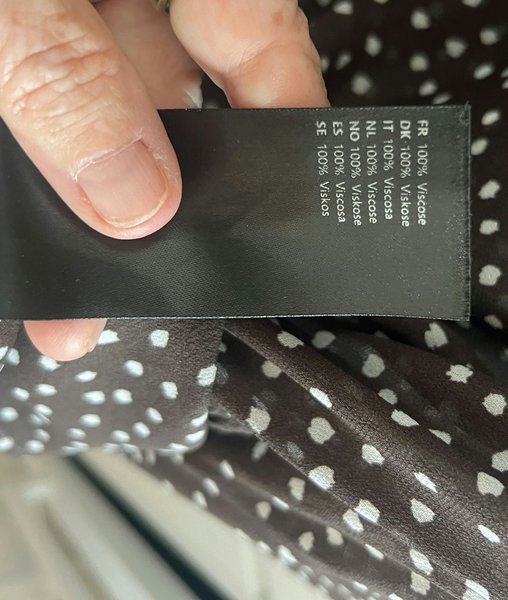 FR 100% Viscose
DK 100% Viskose
IT 100% Viscosa
NL 100% Viscose
NO 100% Viskose
ES 100% Viscosa
SE 100% Viskos